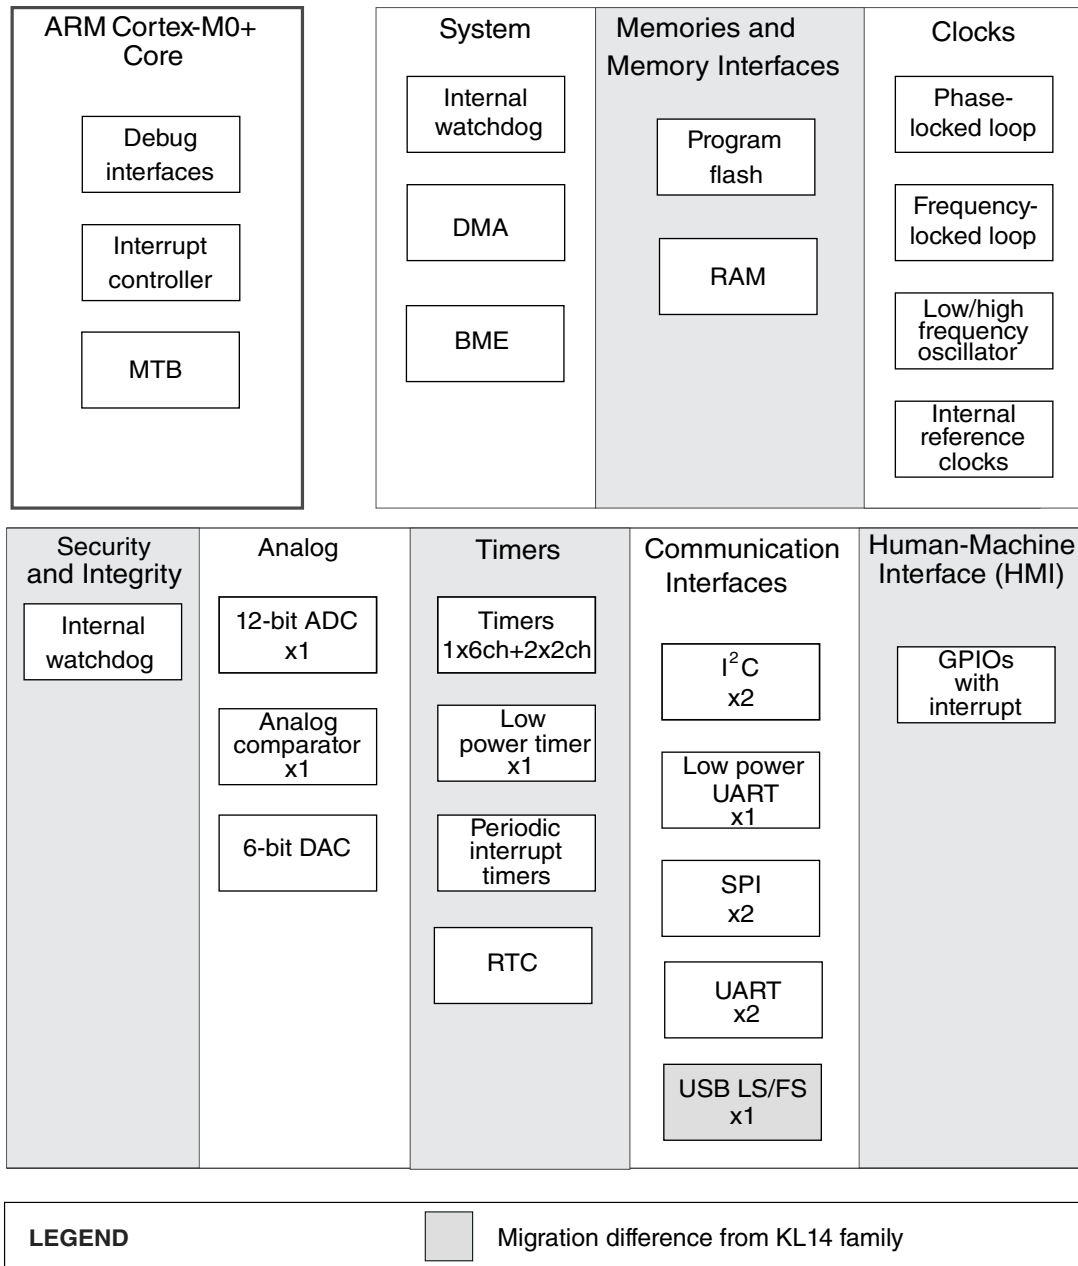 ARM Cortex-M0+
Core
Debug
interfaces
Interrupt
controller
MTB
System
Internal
watchdog
DMA
BME
Memories and
Memory Interfaces
Program
flash
RAM
Clocks
Phase-
locked loop
Frequency-
locked loop
Low/high
frequency
oscillator
Internal
reference
clocks
Security
and Integrity
Internal
watchdog
Analog
12-bit ADC
x1
Analog
comparator
x1
6-bit DAC
Timers
Timers
1x6ch+2x2ch
Low
power timer
x1
Periodic
interrupt
timers
RTC
Communication
Interfaces
I²C
x2
Low power
UART
x1
SPI
x2
UART
x2
USB LS/FS
x1
Human-Machine
Interface (HMI)
GPIOs
with
interrupt
LEGEND
Migration difference from KL14 family